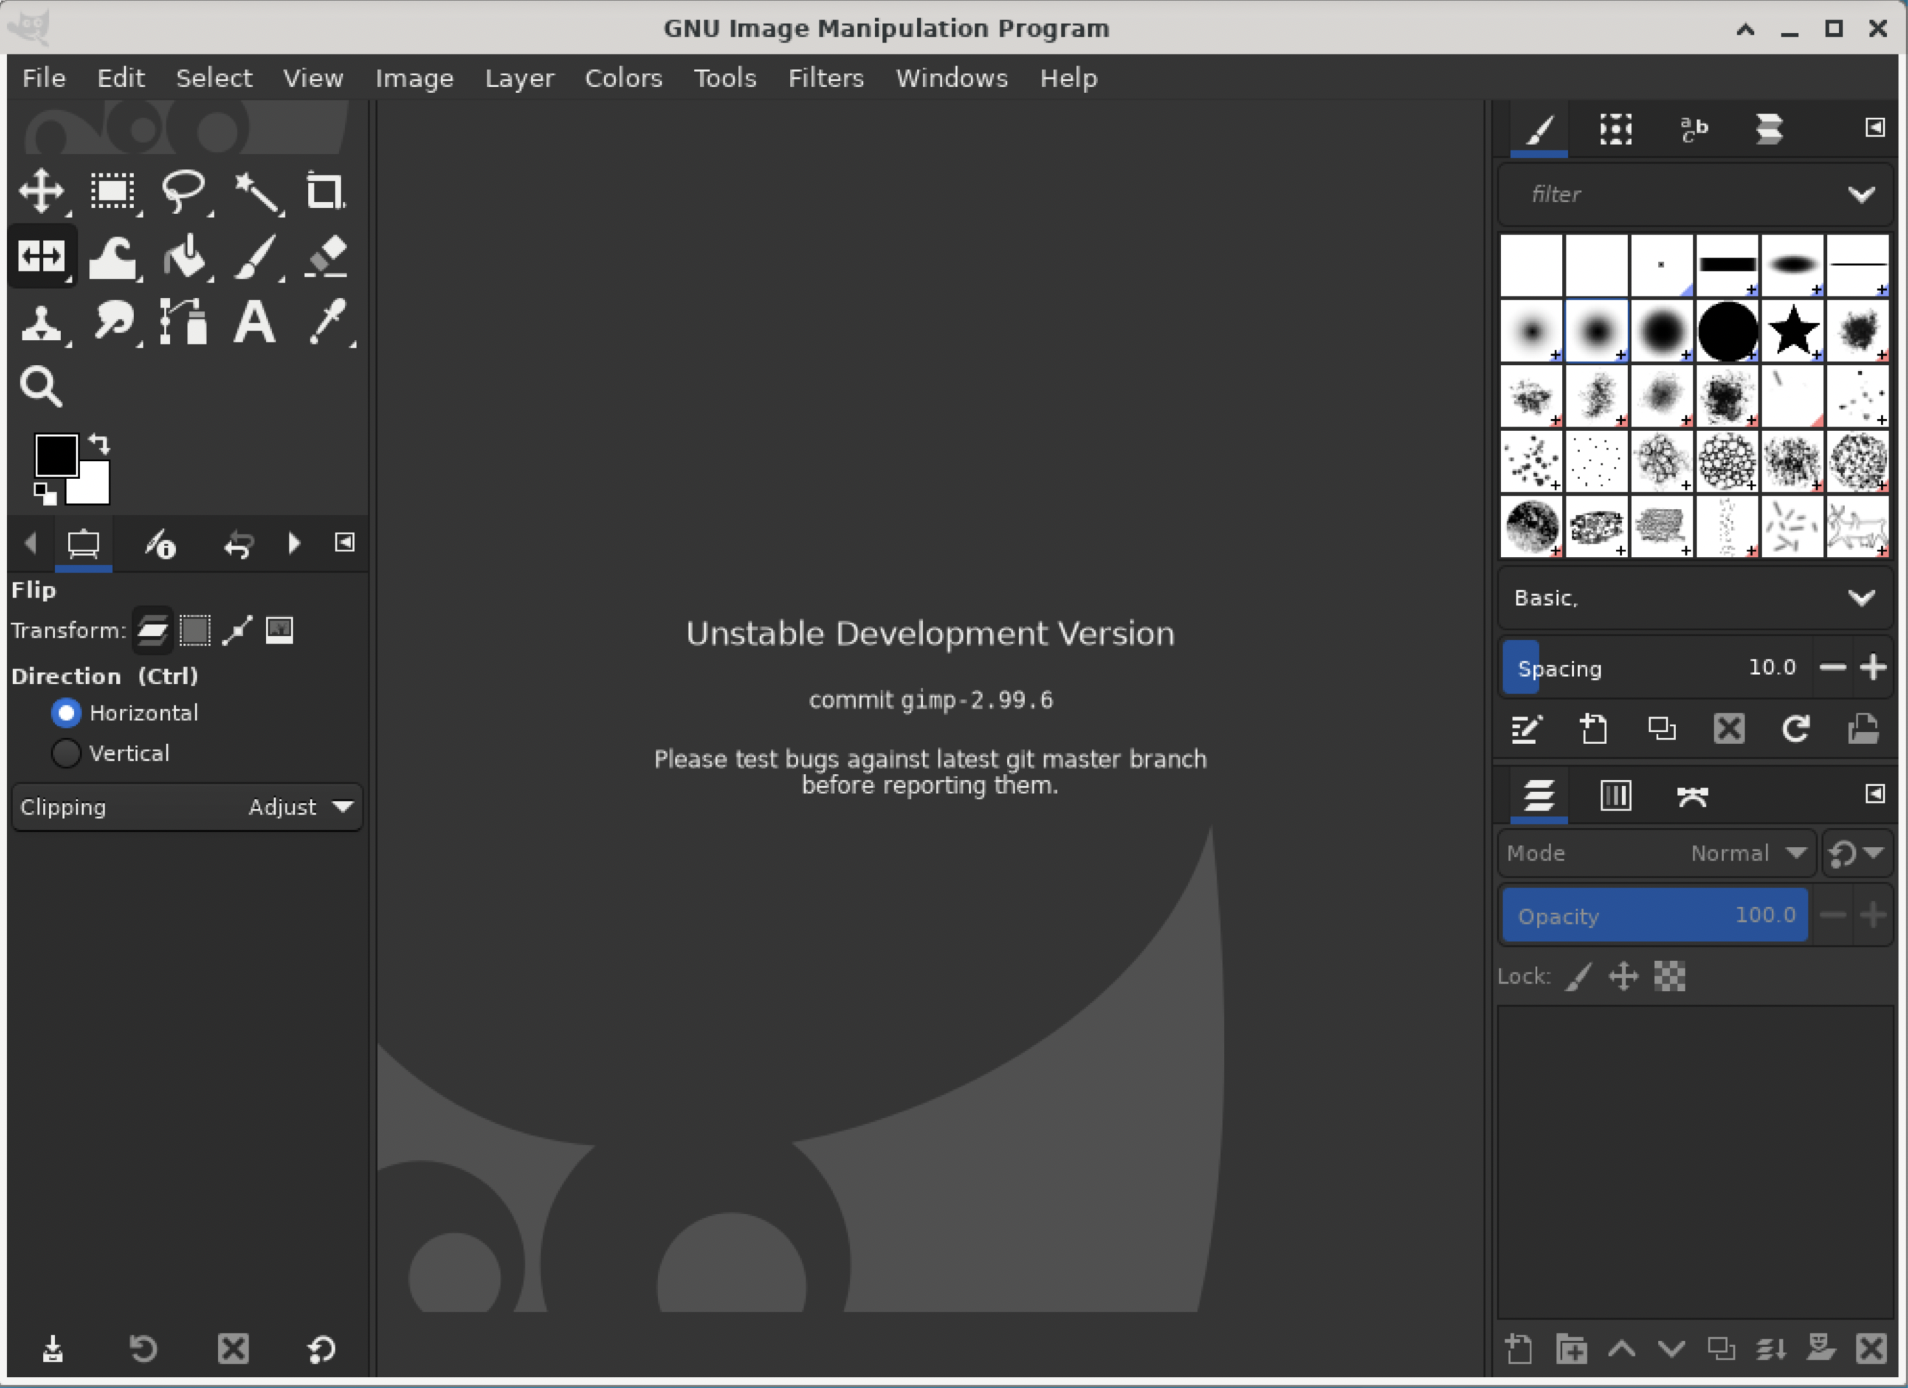 GNU Image Manipulation Program
File Edit Select View Image Layer Colors Tools Filters Windows Help
a b c
filter
A
Flip
Transform:
Direction (Ctrl)
Horizontal
Vertical
Clipping Adjust
Unstable Development Version
commit gimp-2.99.6
Please test bugs against latest git master branch
before reporting them.
Basic,
Spacing 10.0
Mode Normal
Opacity 100.0
Lock: